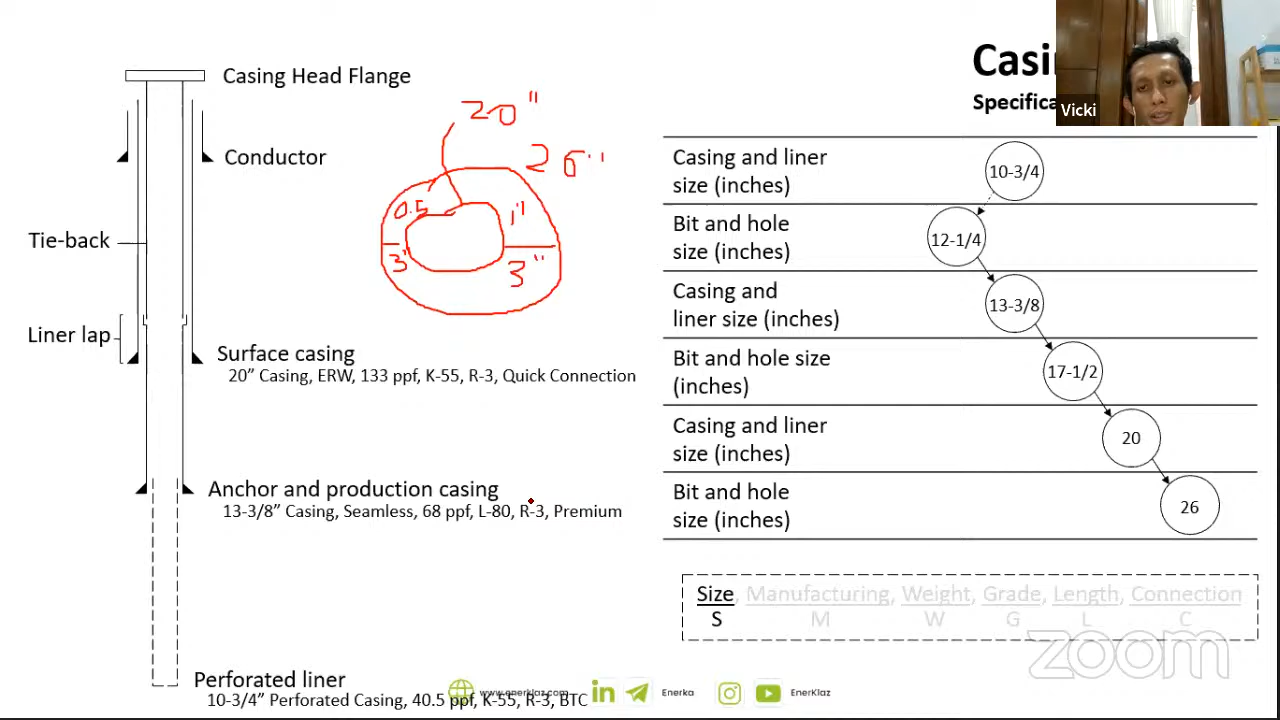 Casi
Specifica
Vicki
Casing Head Flange
Conductor
Tie-back
Liner lap
Surface casing
20” Casing, ERW, 133 ppf, K-55, R-3, Quick Connection
Anchor and production casing
13-3/8” Casing, Seamless, 68 ppf, L-80, R-3, Premium
Perforated liner
10-3/4” Perforated Casing, 40.5 ppf, K-55, R-3, BTC
20"
26"
0.5
1"
3"
3"
Casing and liner
size (inches)
10-3/4
Bit and hole
size (inches)
12-1/4
Casing and
liner size (inches)
13-3/8
Bit and hole size
(inches)
17-1/2
Casing and liner
size (inches)
20
Bit and hole
size (inches)
26
Size, Manufacturing, Weight, Grade, Length, Connection
S M W G L C
zoom
www.enerklaz.com
Enerka
EnerKlaz